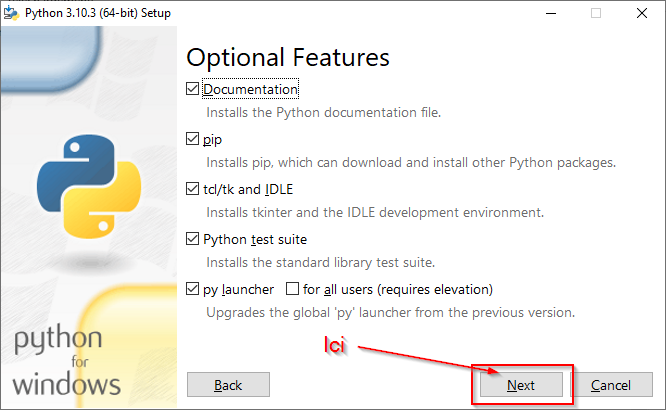 Python 3.10.3 (64-bit) Setup
Optional Features
Documentation
Installs the Python documentation file.
pip
Installs pip, which can download and install other Python packages.
tcl/tk and IDLE
Installs tkinter and the IDLE development environment.
Python test suite
Installs the standard library test suite.
py launcher for all users (requires elevation)
Upgrades the global 'py' launcher from the previous version.
Ici
python
for
windows
Back Next Cancel